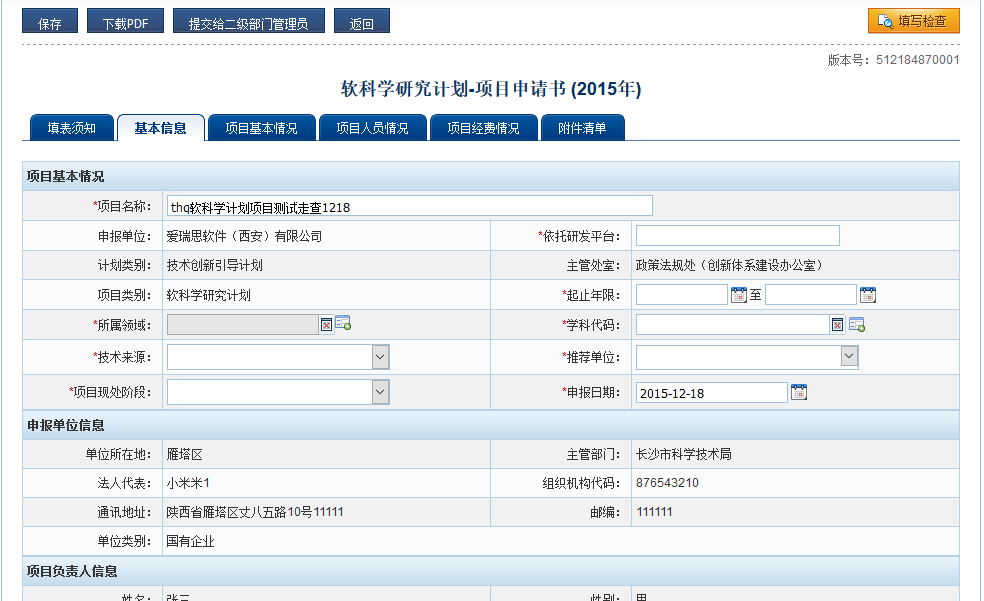 保存 下载PDF 提交给二级部门管理员 返回 填写检查
版本号：512184870001
软科学研究计划-项目申请书 (2015年)
填表须知 基本信息 项目基本情况 项目人员情况 项目经费情况 附件清单
项目基本情况
*项目名称： thq软科学计划项目测试走查1218
申报单位： 爱瑞思软件（西安）有限公司 *依托研发平台：
计划类别： 技术创新引导计划 主管处室： 政策法规处（创新体系建设办公室）
项目类别： 软科学研究计划 *起止年限： 至
*所属领域： *学科代码：
*技术来源： *推荐单位：
*项目现处阶段： *申报日期： 2015-12-18
申报单位信息
单位所在地： 雁塔区 主管部门： 长沙市科学技术局
法人代表： 小米米1 组织机构代码： 876543210
通讯地址： 陕西省雁塔区丈八五路10号11111 邮编： 111111
单位类别： 国有企业
项目负责人信息
姓名： 张三 性别： 男